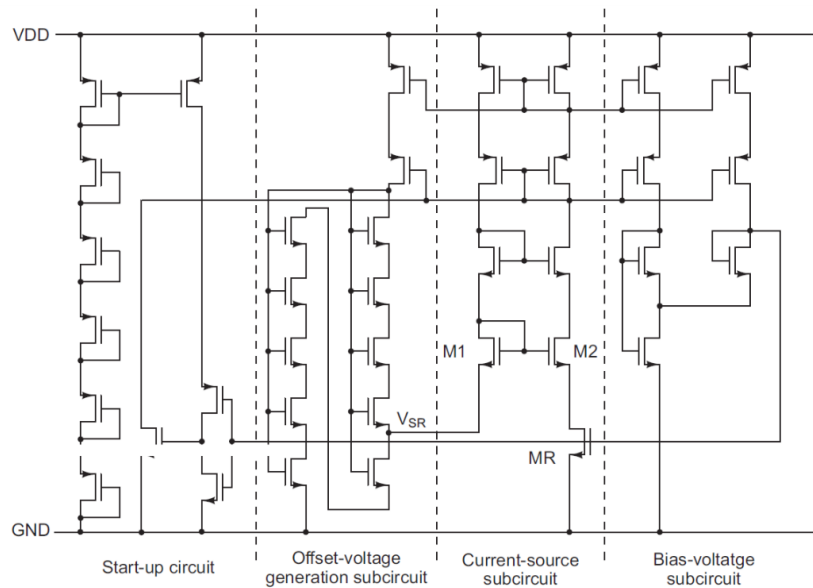 VDD
M1
M2
VSR
MR
GND
Start-up circuit
Offset-voltage
generation subcircuit
Current-source
subcircuit
Bias-voltatge
subcircuit